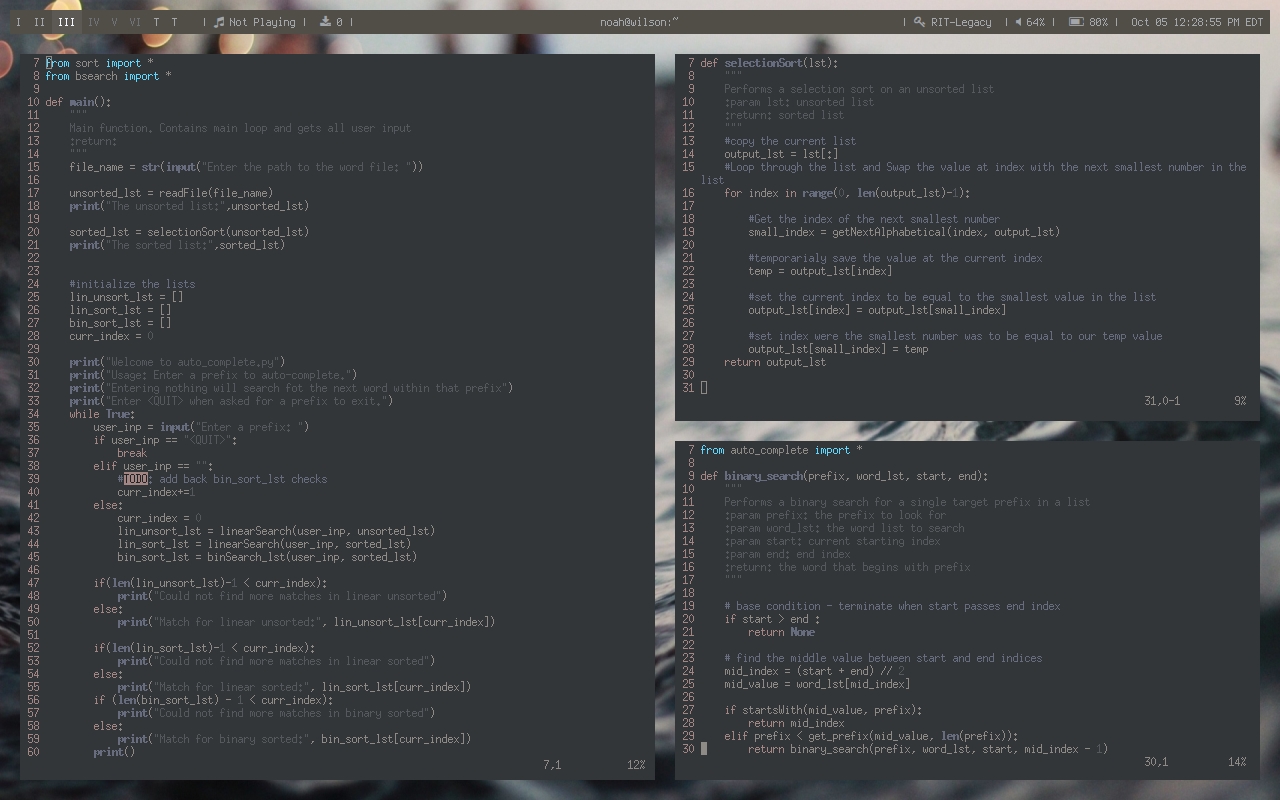 I II III IV V VI T T | Not Playing | 0 | noah@wilson:~ | RIT-Legacy | 64% | 80% | Oct 05 12:28:55 PM EDT
7 from sort import *
8 from bsearch import *
9
10 def main():
11     """
12     Main function. Contains main loop and gets all user input
13     :return:
14     """
15     file_name = str(input("Enter the path to the word file: "))
16
17     unsorted_lst = readFile(file_name)
18     print("The unsorted list:",unsorted_lst)
19
20     sorted_lst = selectionSort(unsorted_lst)
21     print("The sorted list:",sorted_lst)
22
23
24     #initialize the lists
25     lin_unsort_lst = []
26     lin_sort_lst = []
27     bin_sort_lst = []
28     curr_index = 0
29
30     print("Welcome to auto_complete.py")
31     print("Usage: Enter a prefix to auto-complete.")
32     print("Entering nothing will search fot the next word within that prefix")
33     print("Enter <QUIT> when asked for a prefix to exit.")
34     while True:
35         user_inp = input("Enter a prefix: ")
36         if user_inp == "<QUIT>":
37             break
38         elif user_inp == "":
39             #TODO: add back bin_sort_lst checks
40             curr_index+=1
41         else:
42             curr_index = 0
43             lin_unsort_lst = linearSearch(user_inp, unsorted_lst)
44             lin_sort_lst = linearSearch(user_inp, sorted_lst)
45             bin_sort_lst = binSearch_lst(user_inp, sorted_lst)
46
47         if(len(lin_unsort_lst)-1 < curr_index):
48             print("Could not find more matches in linear unsorted")
49         else:
50             print("Match for linear unsorted:", lin_unsort_lst[curr_index])
51
52         if(len(lin_sort_lst)-1 < curr_index):
53             print("Could not find more matches in linear sorted")
54         else:
55             print("Match for linear sorted:", lin_sort_lst[curr_index])
56         if (len(bin_sort_lst) - 1 < curr_index):
57             print("Could not find more matches in binary sorted")
58         else:
59             print("Match for binary sorted:", bin_sort_lst[curr_index])
60         print()
7,1 12%
7 def selectionSort(lst):
8     """
9     Performs a selection sort on an unsorted list
10     :param lst: unsorted list
11     :return: sorted list
12     """
13     #copy the current list
14     output_lst = lst[:]
15     #Loop through the list and Swap the value at index with the next smallest number in the
list
16     for index in range(0, len(output_lst)-1):
17
18         #Get the index of the next smallest number
19         small_index = getNextAlphabetical(index, output_lst)
20
21         #temporarialy save the value at the current index
22         temp = output_lst[index]
23
24         #set the current index to be equal to the smallest value in the list
25         output_lst[index] = output_lst[small_index]
26
27         #set index were the smallest number was to be equal to our temp value
28         output_lst[small_index] = temp
29     return output_lst
30
31
31,0-1 9%
7 from auto_complete import *
8
9 def binary_search(prefix, word_lst, start, end):
10     """
11     Performs a binary search for a single target prefix in a list
12     :param prefix: the prefix to look for
13     :param word_lst: the word list to search
14     :param start: current starting index
15     :param end: end index
16     :return: the word that begins with prefix
17     """
18
19     # base condition - terminate when start passes end index
20     if start > end :
21         return None
22
23     # find the middle value between start and end indices
24     mid_index = (start + end) // 2
25     mid_value = word_lst[mid_index]
26
27     if startsWith(mid_value, prefix):
28         return mid_index
29     elif prefix < get_prefix(mid_value, len(prefix)):
30         return binary_search(prefix, word_lst, start, mid_index - 1)
30,1 14%